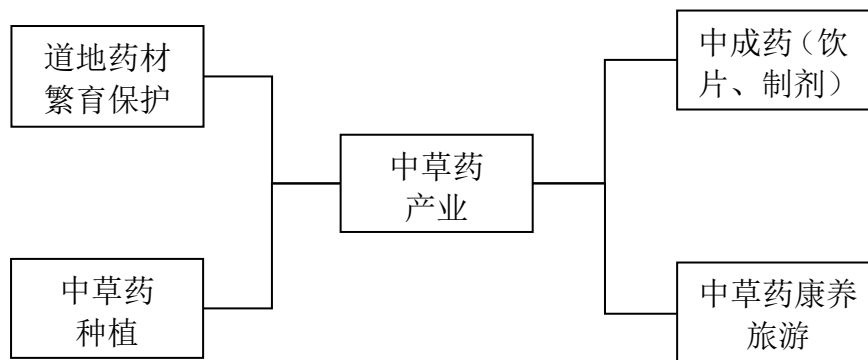 道地药材
繁育保护
中草药
种植
中草药
产业
中成药（饮
片、制剂）
中草药康养
旅游